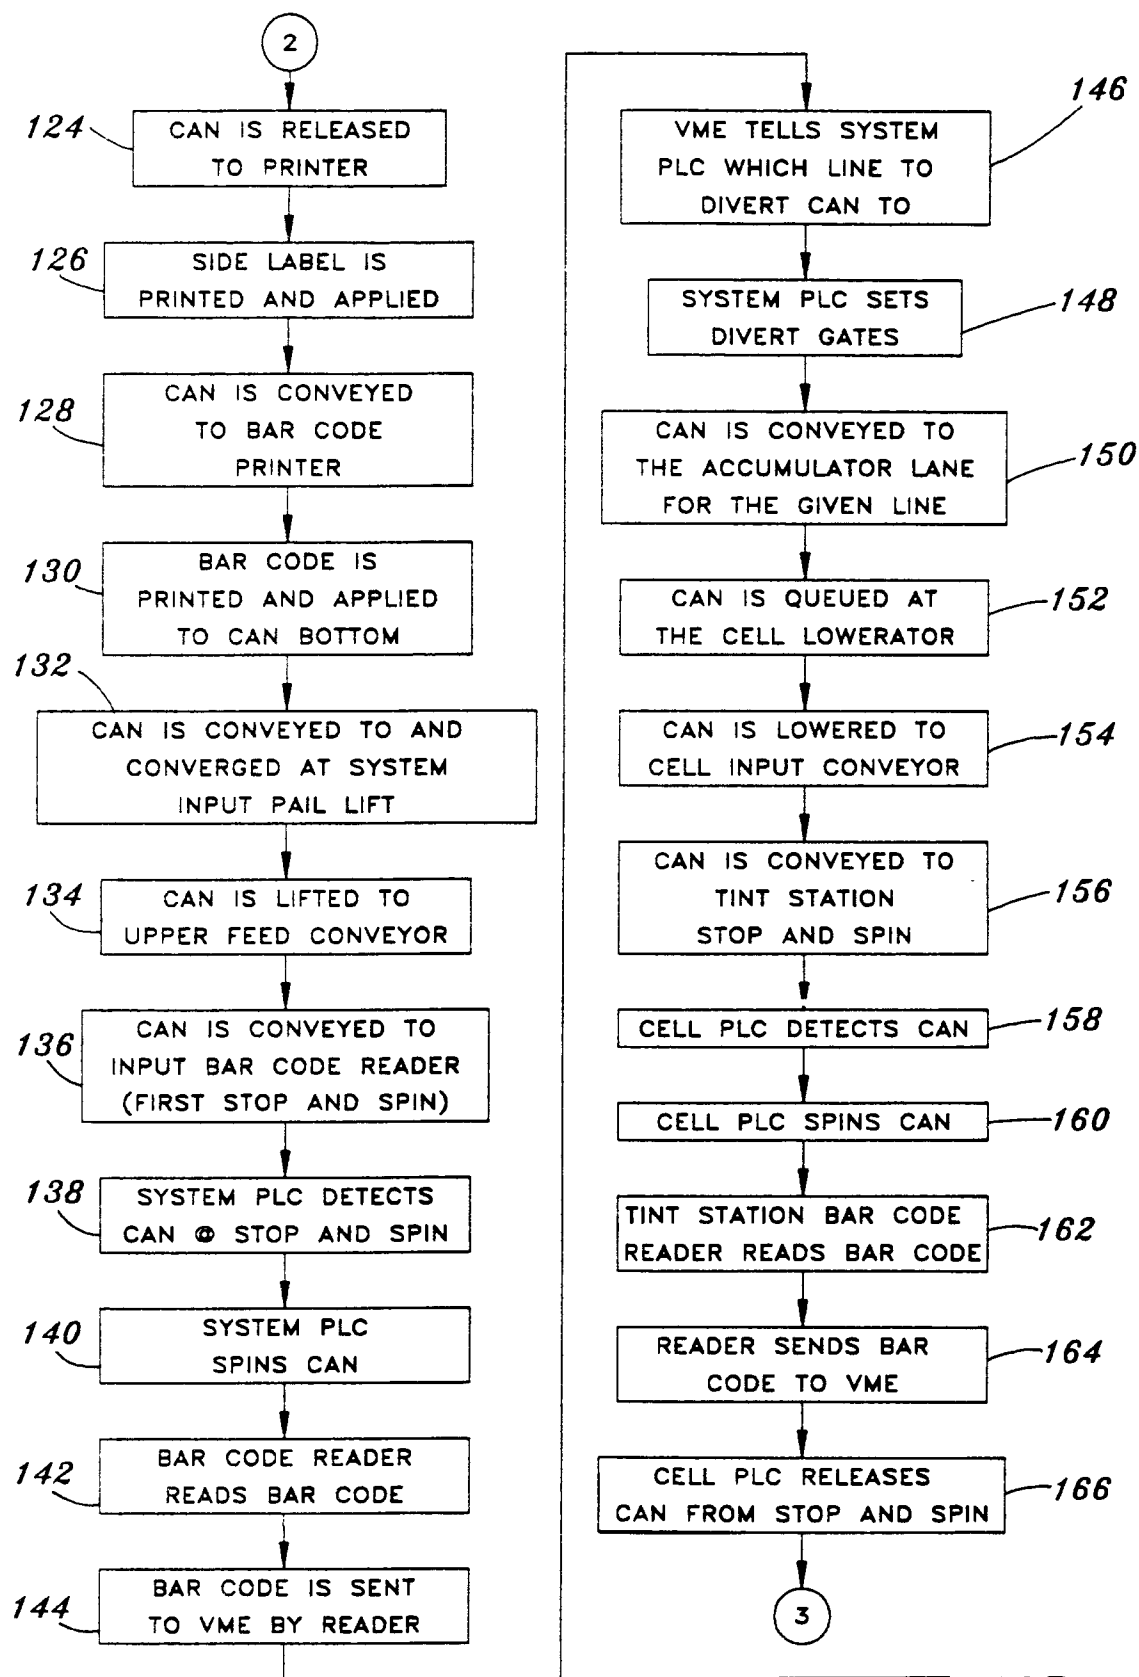 2
124
CAN IS RELEASED
TO PRINTER
126
SIDE LABEL IS
PRINTED AND APPLIED
128
CAN IS CONVEYED
TO BAR CODE
PRINTER
130
BAR CODE IS
PRINTED AND APPLIED
TO CAN BOTTOM
132
CAN IS CONVEYED TO AND
CONVERGED AT SYSTEM
INPUT PAIL LIFT
134
CAN IS LIFTED TO
UPPER FEED CONVEYOR
136
CAN IS CONVEYED TO
INPUT BAR CODE READER
(FIRST STOP AND SPIN)
138
SYSTEM PLC DETECTS
CAN @ STOP AND SPIN
140
SYSTEM PLC
SPINS CAN
142
BAR CODE READER
READS BAR CODE
144
BAR CODE IS SENT
TO VME BY READER
146
VME TELLS SYSTEM
PLC WHICH LINE TO
DIVERT CAN TO
148
SYSTEM PLC SETS
DIVERT GATES
150
CAN IS CONVEYED TO
THE ACCUMULATOR LANE
FOR THE GIVEN LINE
152
CAN IS QUEUED AT
THE CELL LOWERATOR
154
CAN IS LOWERED TO
CELL INPUT CONVEYOR
156
CAN IS CONVEYED TO
TINT STATION
STOP AND SPIN
158
CELL PLC DETECTS CAN
160
CELL PLC SPINS CAN
162
TINT STATION BAR CODE
READER READS BAR CODE
164
READER SENDS BAR
CODE TO VME
166
CELL PLC RELEASES
CAN FROM STOP AND SPIN
3